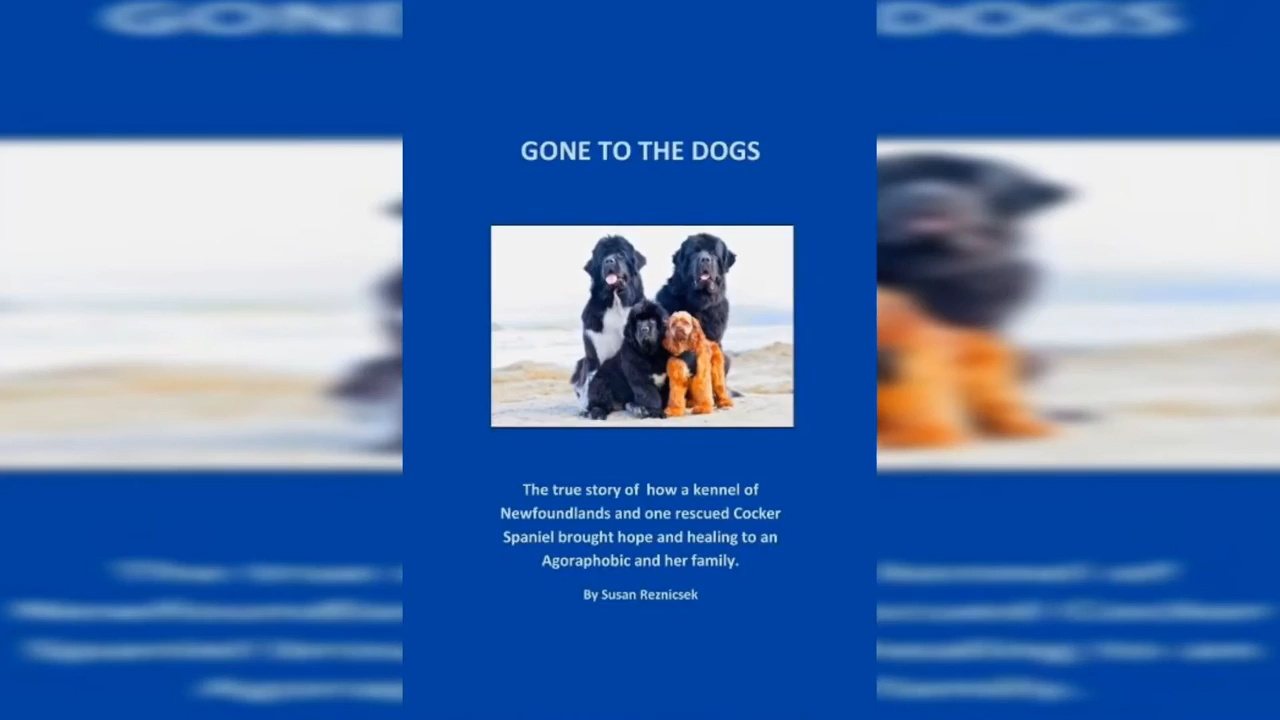 GONE TO THE DOGS
The true story of how a kennel of
Newfoundlands and one rescued Cocker
Spaniel brought hope and healing to an
Agoraphobic and her family.
By Susan Reznicsek